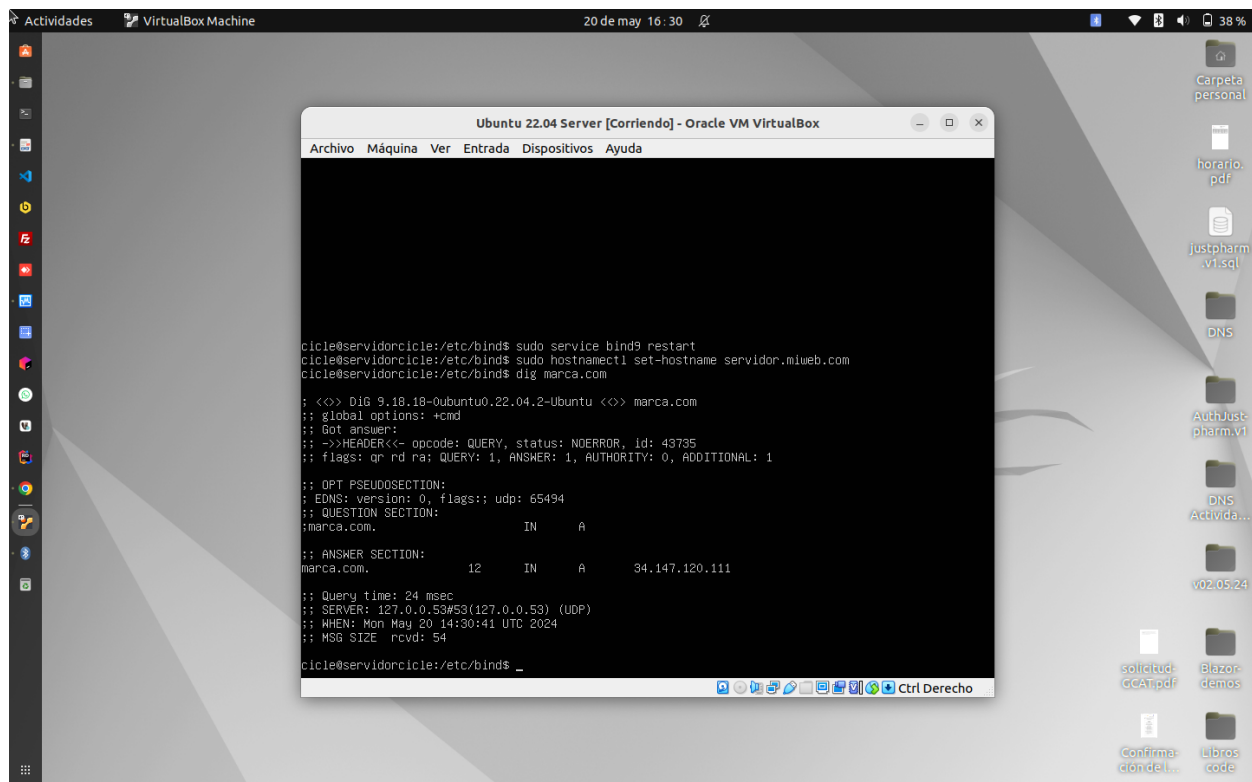 Actividades VirtualBox Machine 20 de may 16:30 38 %
Carpeta
personal
horario.
pdf
justpharm
.v1.sql
DNS
AuthJust-
pharm.v1
DNS
Activida...
v02.05.24
solicitud-
GCAT.pdf
Blazor-
demos
Confirma-
ción de l...
Libros
code
Ubuntu 22.04 Server [Corriendo] - Oracle VM VirtualBox
Archivo Máquina Ver Entrada Dispositivos Ayuda
cicle@servidorcicle:/etc/bind$ sudo service bind9 restart
cicle@servidorcicle:/etc/bind$ sudo hostnamectl set-hostname servidor.miweb.com
cicle@servidorcicle:/etc/bind$ dig marca.com
; <<>> DiG 9.18.18-0ubuntu0.22.04.2-Ubuntu <<>> marca.com
;; global options: +cmd
;; Got answer:
;; ->>HEADER<<- opcode: QUERY, status: NOERROR, id: 43735
;; flags: qr rd ra; QUERY: 1, ANSWER: 1, AUTHORITY: 0, ADDITIONAL: 1
;; OPT PSEUDOSECTION:
; EDNS: version: 0, flags:; udp: 65494
;; QUESTION SECTION:
;marca.com. IN A
;; ANSWER SECTION:
marca.com. 12 IN A 34.147.120.111
;; Query time: 24 msec
;; SERVER: 127.0.0.53#53(127.0.0.53) (UDP)
;; WHEN: Mon May 20 14:30:41 UTC 2024
;; MSG SIZE rcvd: 54
cicle@servidorcicle:/etc/bind$ _
Ctrl Derecho